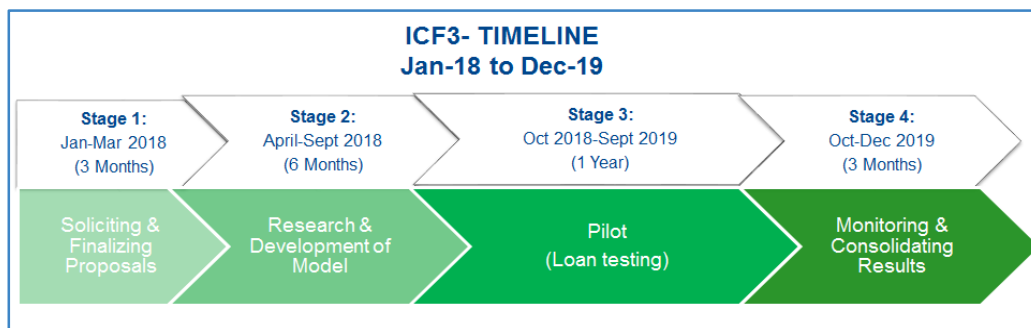 ICF3- TIMELINE
Jan-18 to Dec-19
Stage 1:
Jan-Mar 2018
(3 Months)
Stage 2:
April-Sept 2018
(6 Months)
Stage 3:
Oct 2018-Sept 2019
(1 Year)
Stage 4:
Oct-Dec 2019
(3 Months)
Soliciting &
Finalizing
Proposals
Research &
Development of
Model
Pilot
(Loan testing)
Monitoring &
Consolidating
Results